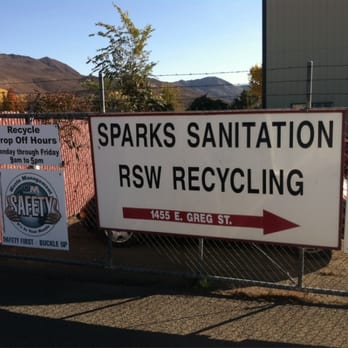 Recycle
Drop Off Hours
Monday through Friday
9am to 5pm
SAFETY
SAFETY FIRST BUCKLE UP
SPARKS SANITATION
RSW RECYCLING
1455 E. GREG ST.